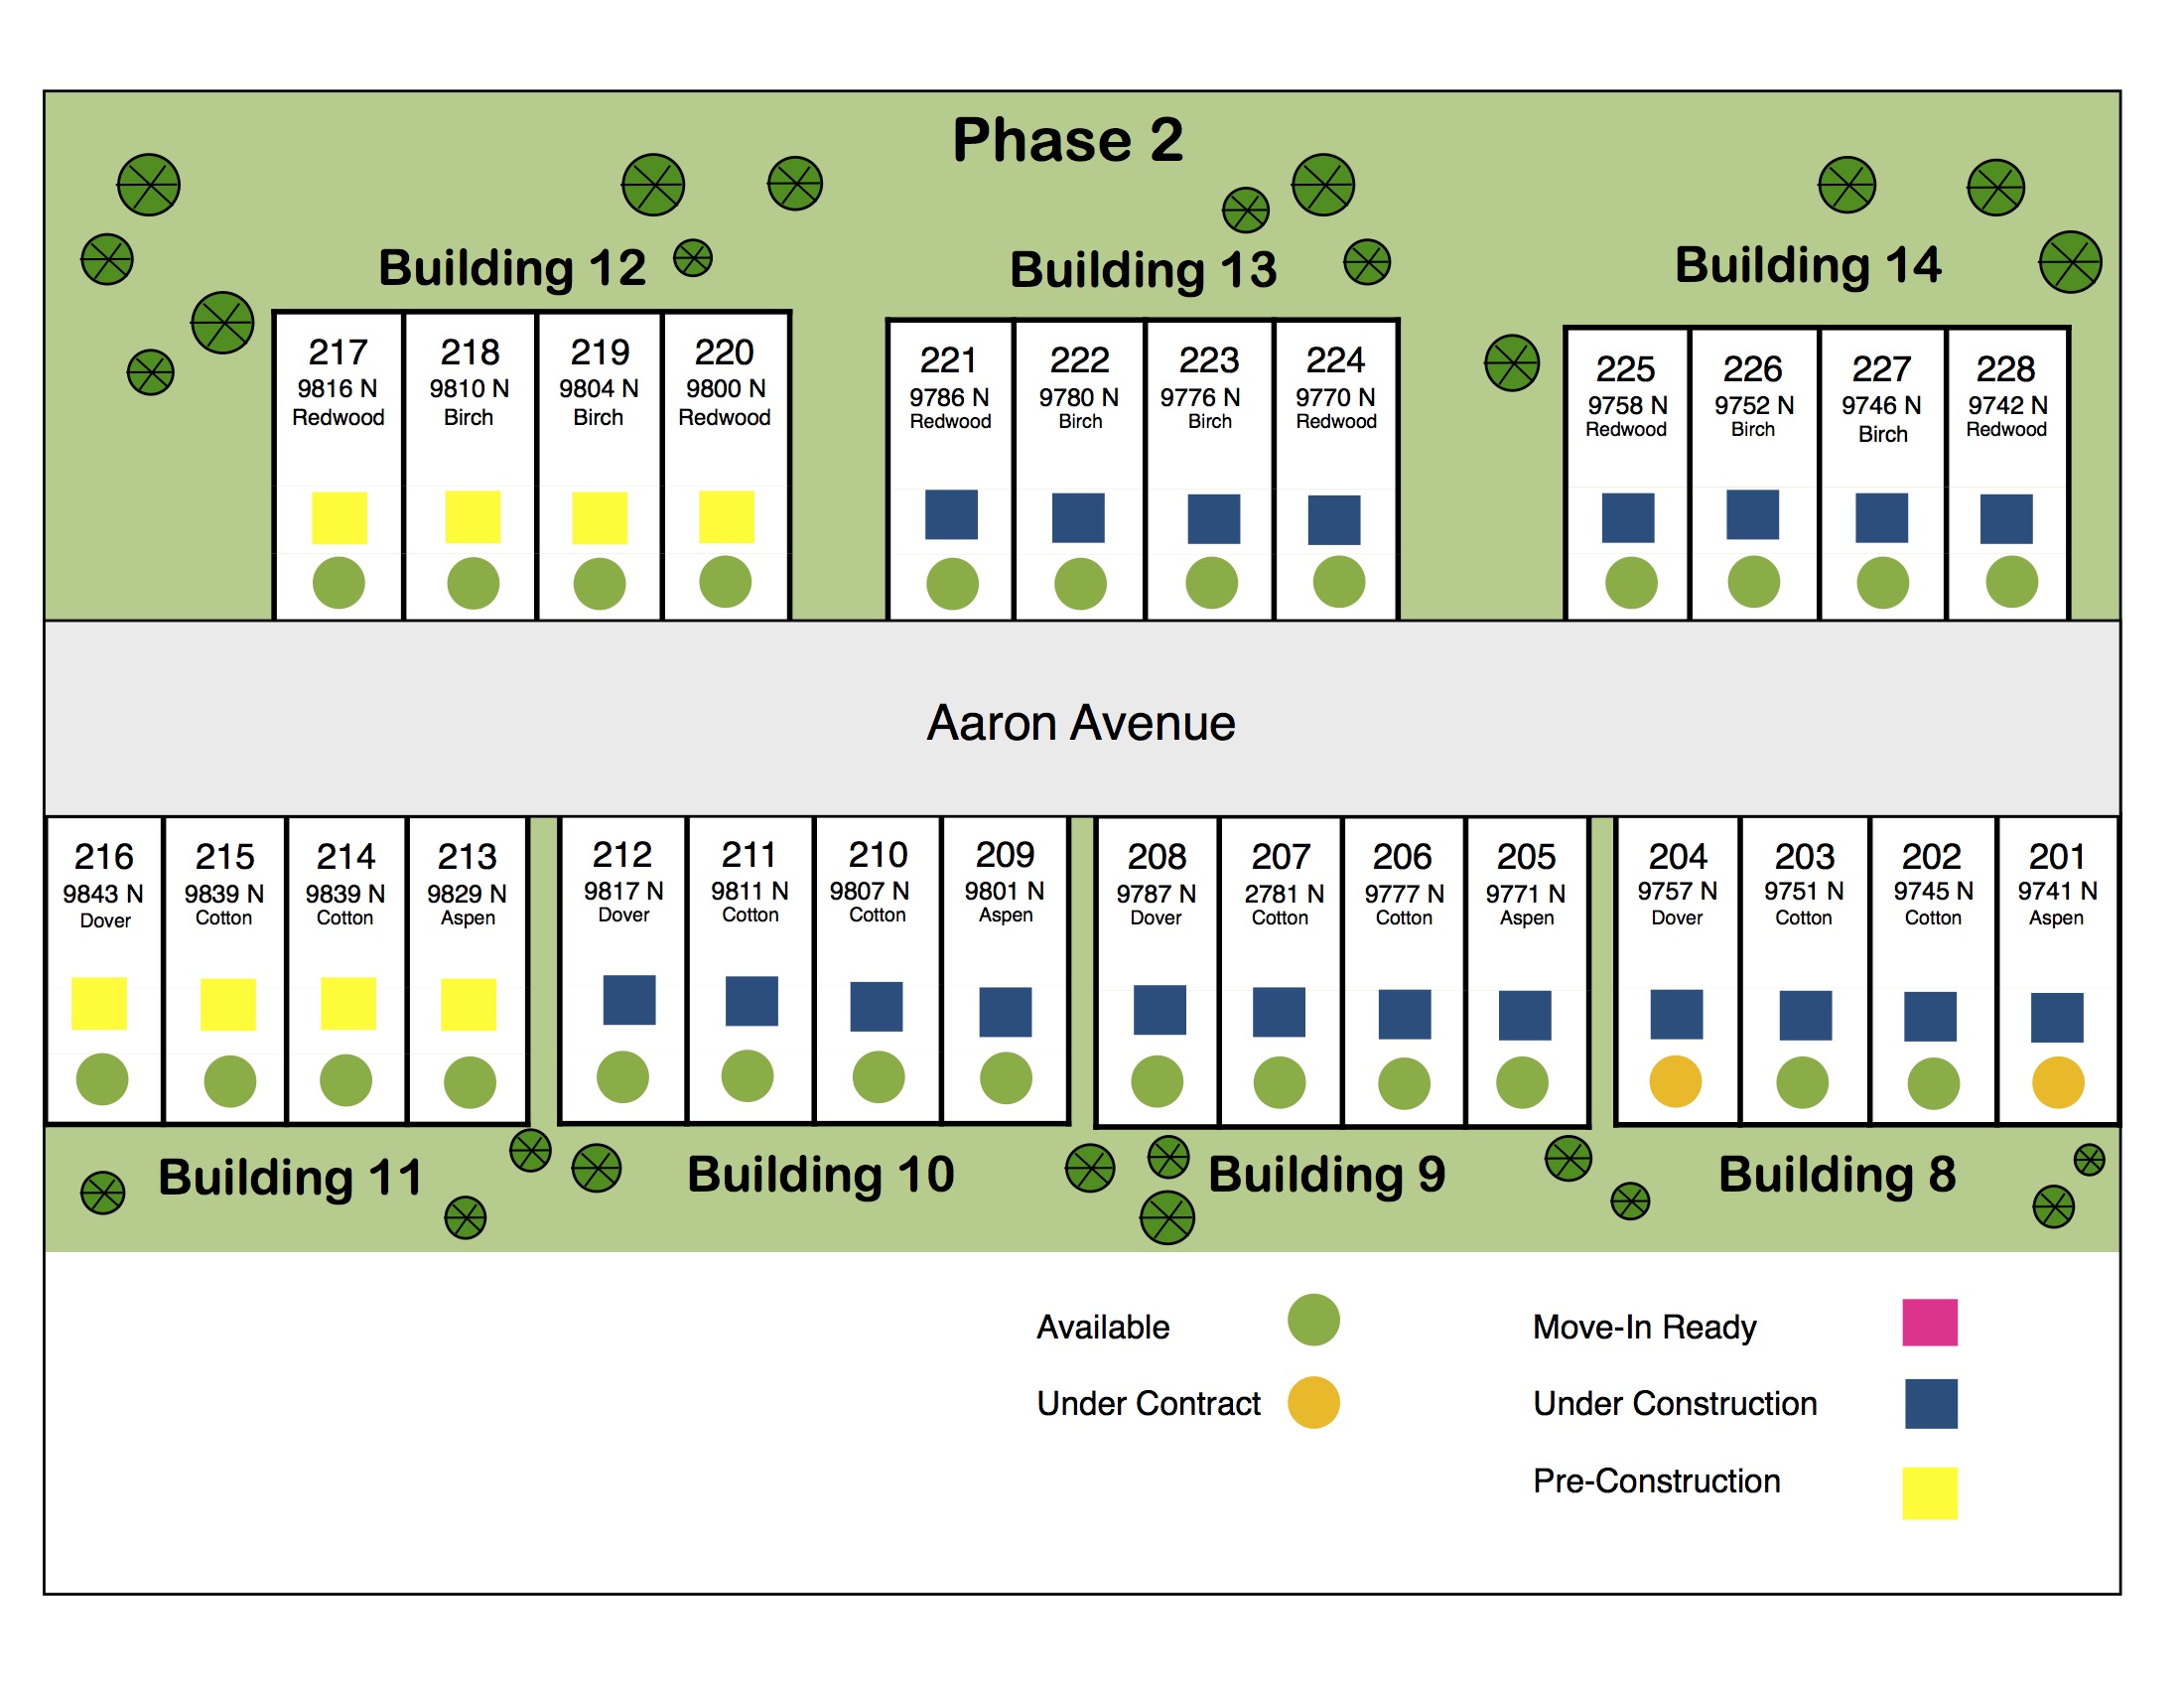 Phase 2
Building 12
217
9816 N
Redwood
218
9810 N
Birch
219
9804 N
Birch
220
9800 N
Redwood
Building 13
221
9786 N
Redwood
222
9780 N
Birch
223
9776 N
Birch
224
9770 N
Redwood
Building 14
225
9758 N
Redwood
226
9752 N
Birch
227
9746 N
Birch
228
9742 N
Redwood
Aaron Avenue
216
9843 N
Dover
215
9839 N
Cotton
214
9839 N
Cotton
213
9829 N
Aspen
Building 11
212
9817 N
Dover
211
9811 N
Cotton
210
9807 N
Cotton
209
9801 N
Aspen
Building 10
208
9787 N
Dover
207
2781 N
Cotton
206
9777 N
Cotton
205
9771 N
Aspen
Building 9
204
9757 N
Dover
203
9751 N
Cotton
202
9745 N
Cotton
201
9741 N
Aspen
Building 8
Available
Under Contract
Move-In Ready
Under Construction
Pre-Construction